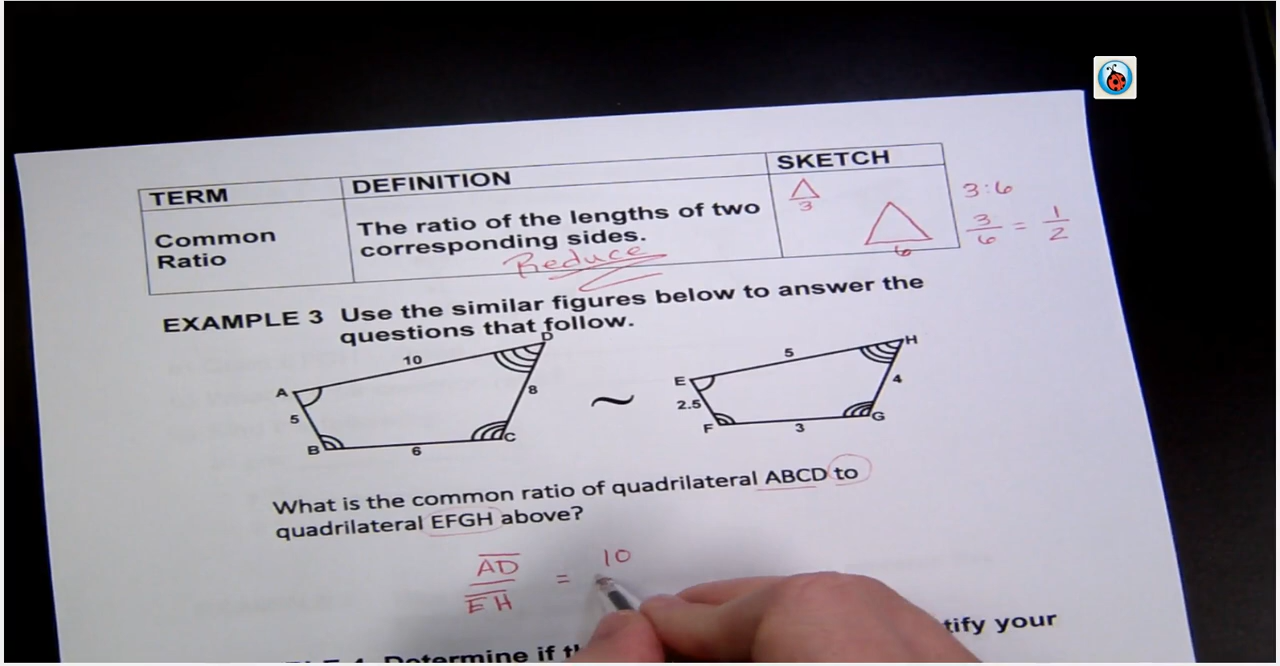 TERM DEFINITION SKETCH
Common
Ratio
The ratio of the lengths of two
corresponding sides.
Reduce
3
6
3:6
3/6 = 1/2
EXAMPLE 3 Use the similar figures below to answer the
questions that follow.
A 10 D
5 8
B 6 C
~
E 5 H
2.5 4
F 3 G
What is the common ratio of quadrilateral ABCD to
quadrilateral EFGH above?
AD
EH
= 10
Determine if
tify your